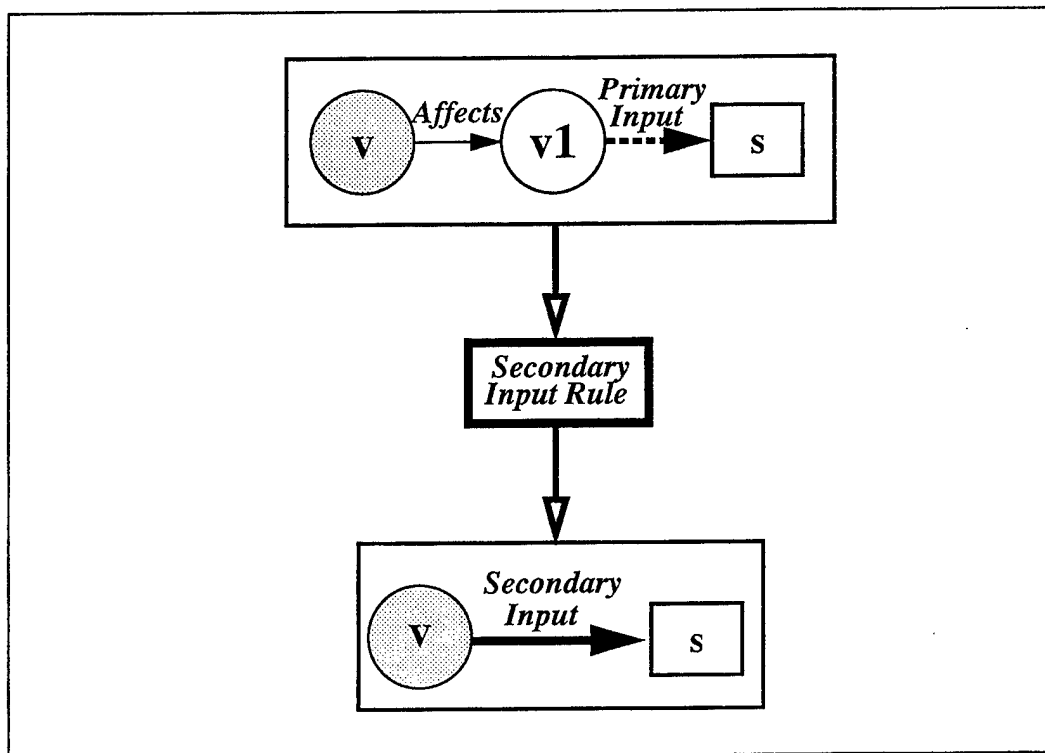 Affects
Primary
Input
v
v1
s
Secondary
Input Rule
Secondary
Input
v
s